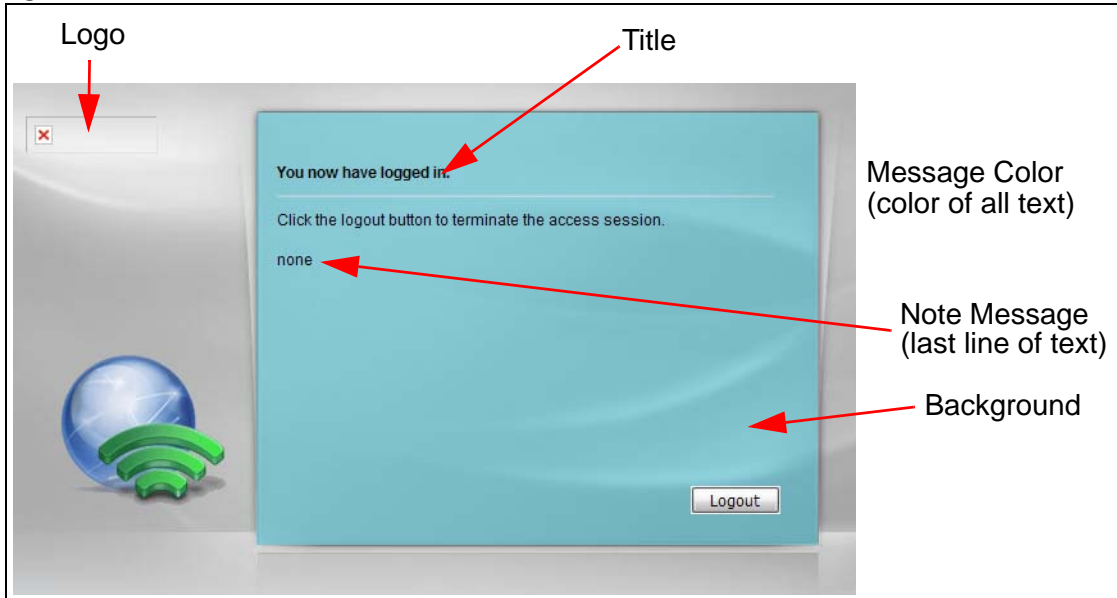 Logo
Title
You now have logged in.
Message Color
(color of all text)
Click the logout button to terminate the access session.
none
Note Message
(last line of text)
Background
Logout